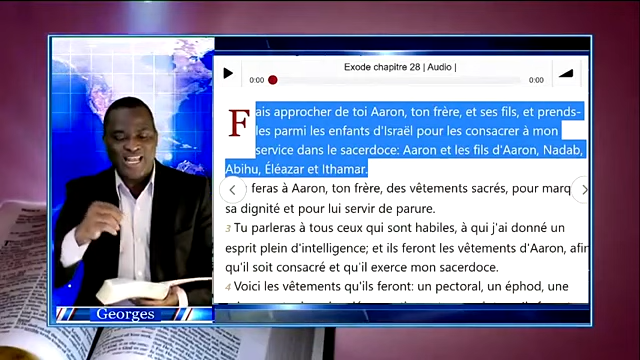 Exode chapitre 28 | Audio |
0:00
0:00
Fais approcher de toi Aaron, ton frère, et ses fils, et prends-
les parmi les enfants d'Israël pour les consacrer à mon
service dans le sacerdoce: Aaron et les fils d'Aaron, Nadab,
Abihu, Éléazar et Ithamar.
feras à Aaron, ton frère, des vêtements sacrés, pour marq
sa dignité et pour lui servir de parure.
3 Tu parleras à tous ceux qui sont habiles, à qui j'ai donné un
esprit plein d'intelligence; et ils feront les vêtements d'Aaron, afin
qu'il soit consacré et qu'il exerce mon sacerdoce.
4 Voici les vêtements qu'ils feront: un pectoral, un éphod, une
Georges